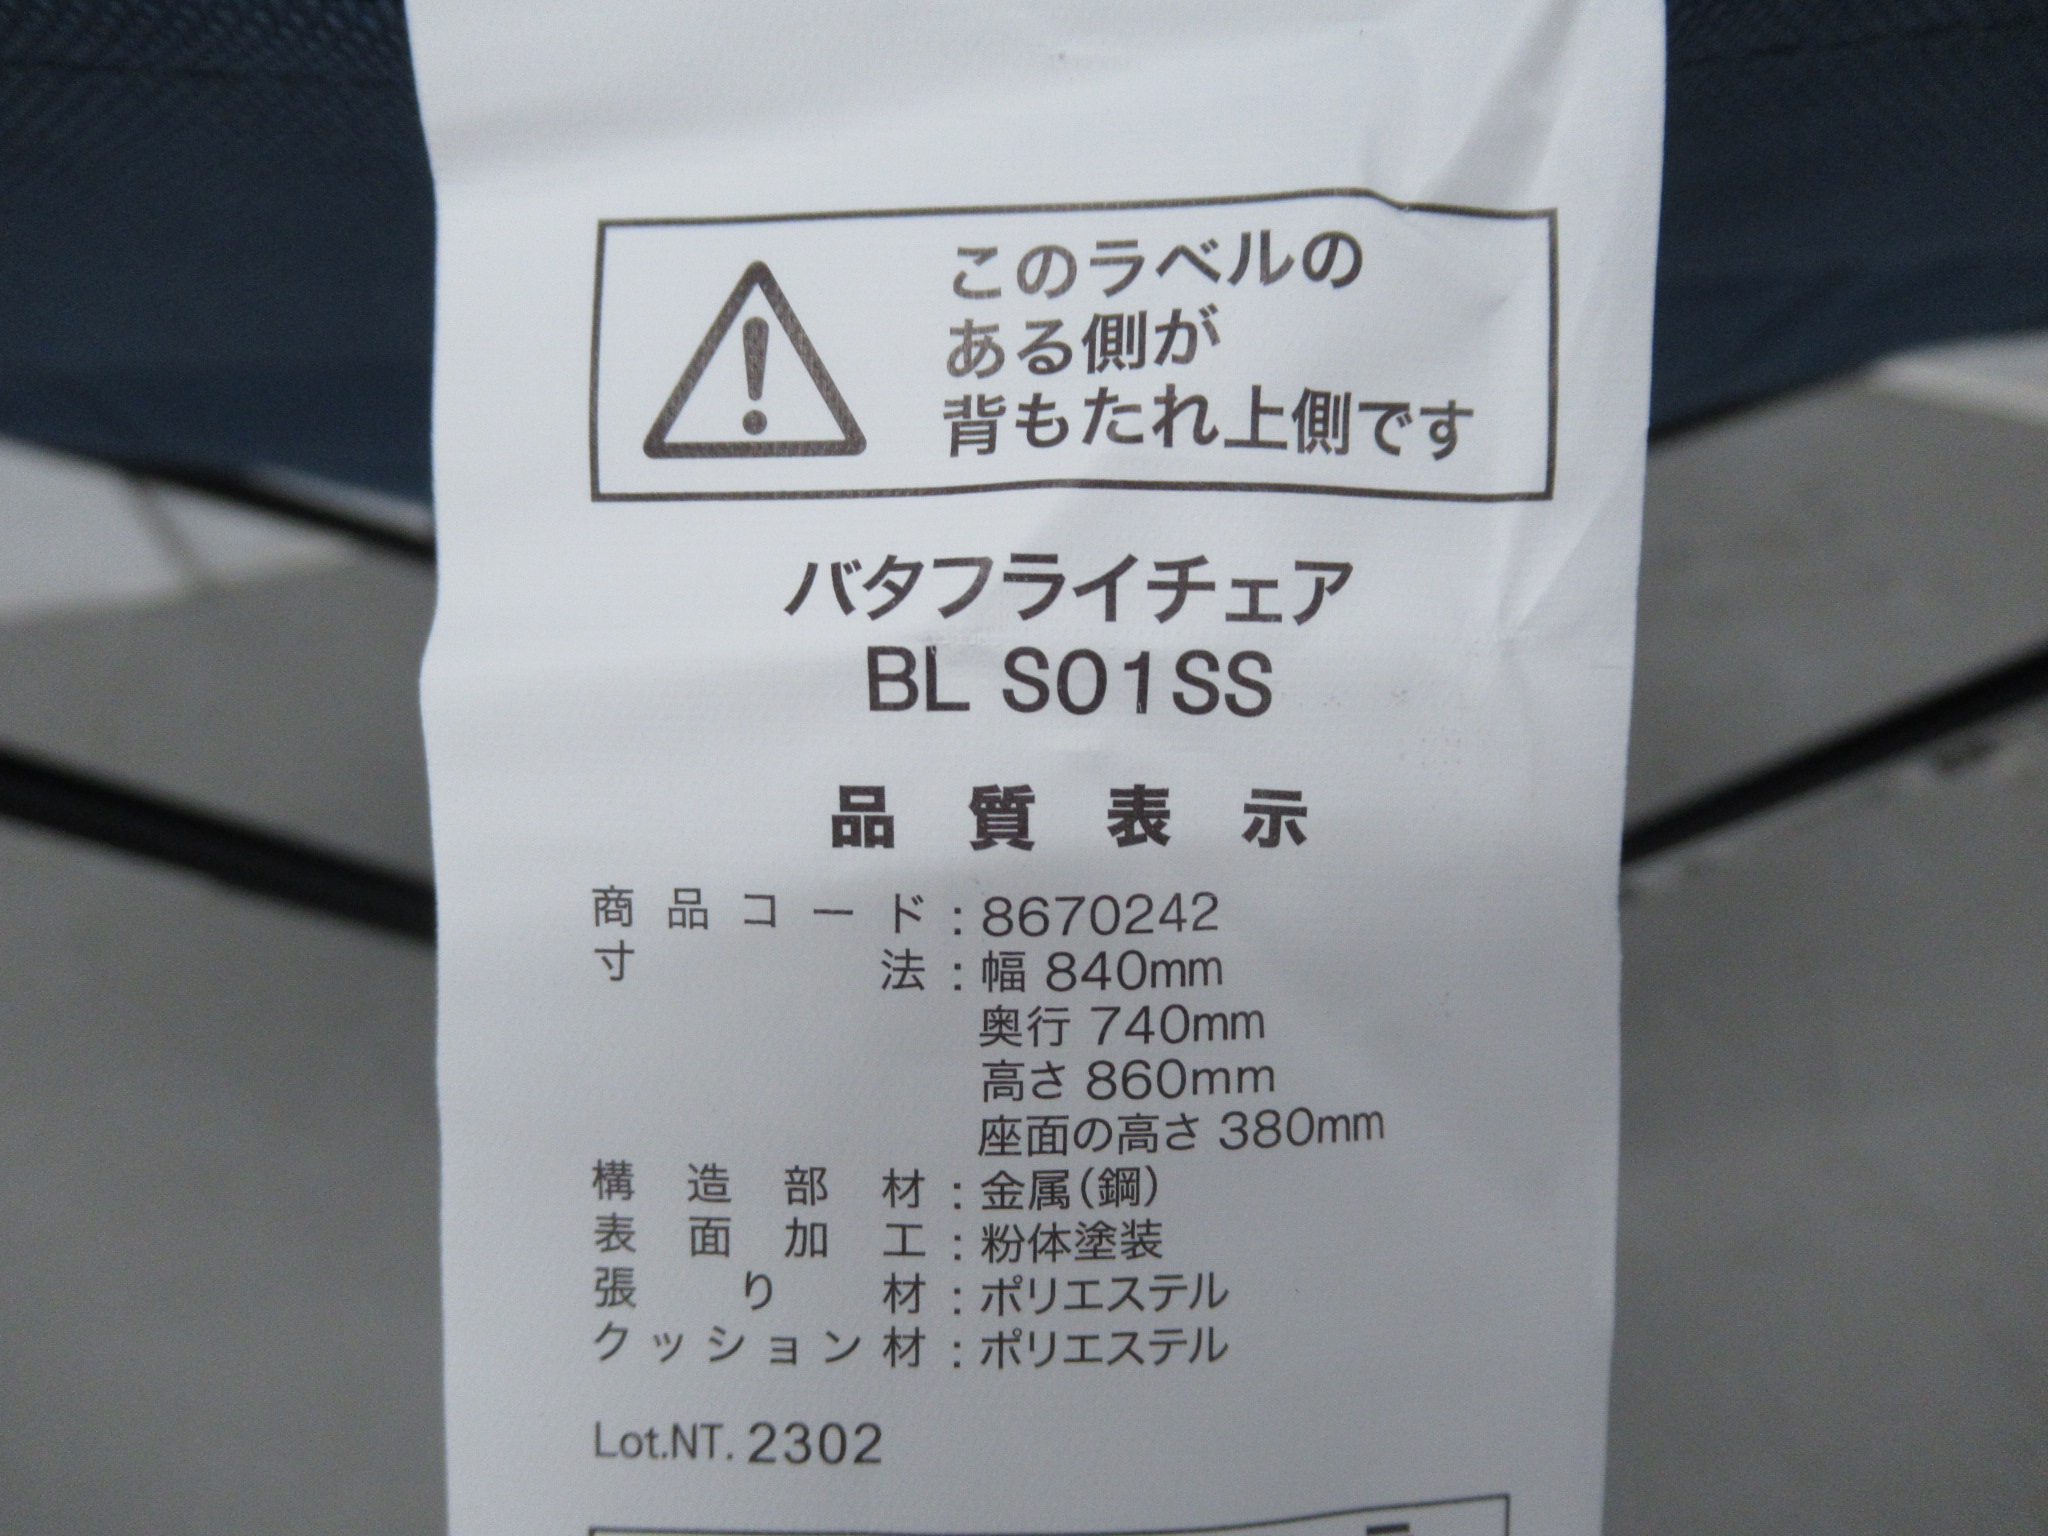 このラベルの
ある側が
背もたれ上側です
バタフライチェア
BL S01SS
品質表示
商品コード：8670242
寸法：幅 840mm
奥行 740mm
高さ 860mm
座面の高さ 380mm
構造部材：金属(鋼)
表面加工：粉体塗装
張り材：ポリエステル
クッション材：ポリエステル
Lot.NT. 2302